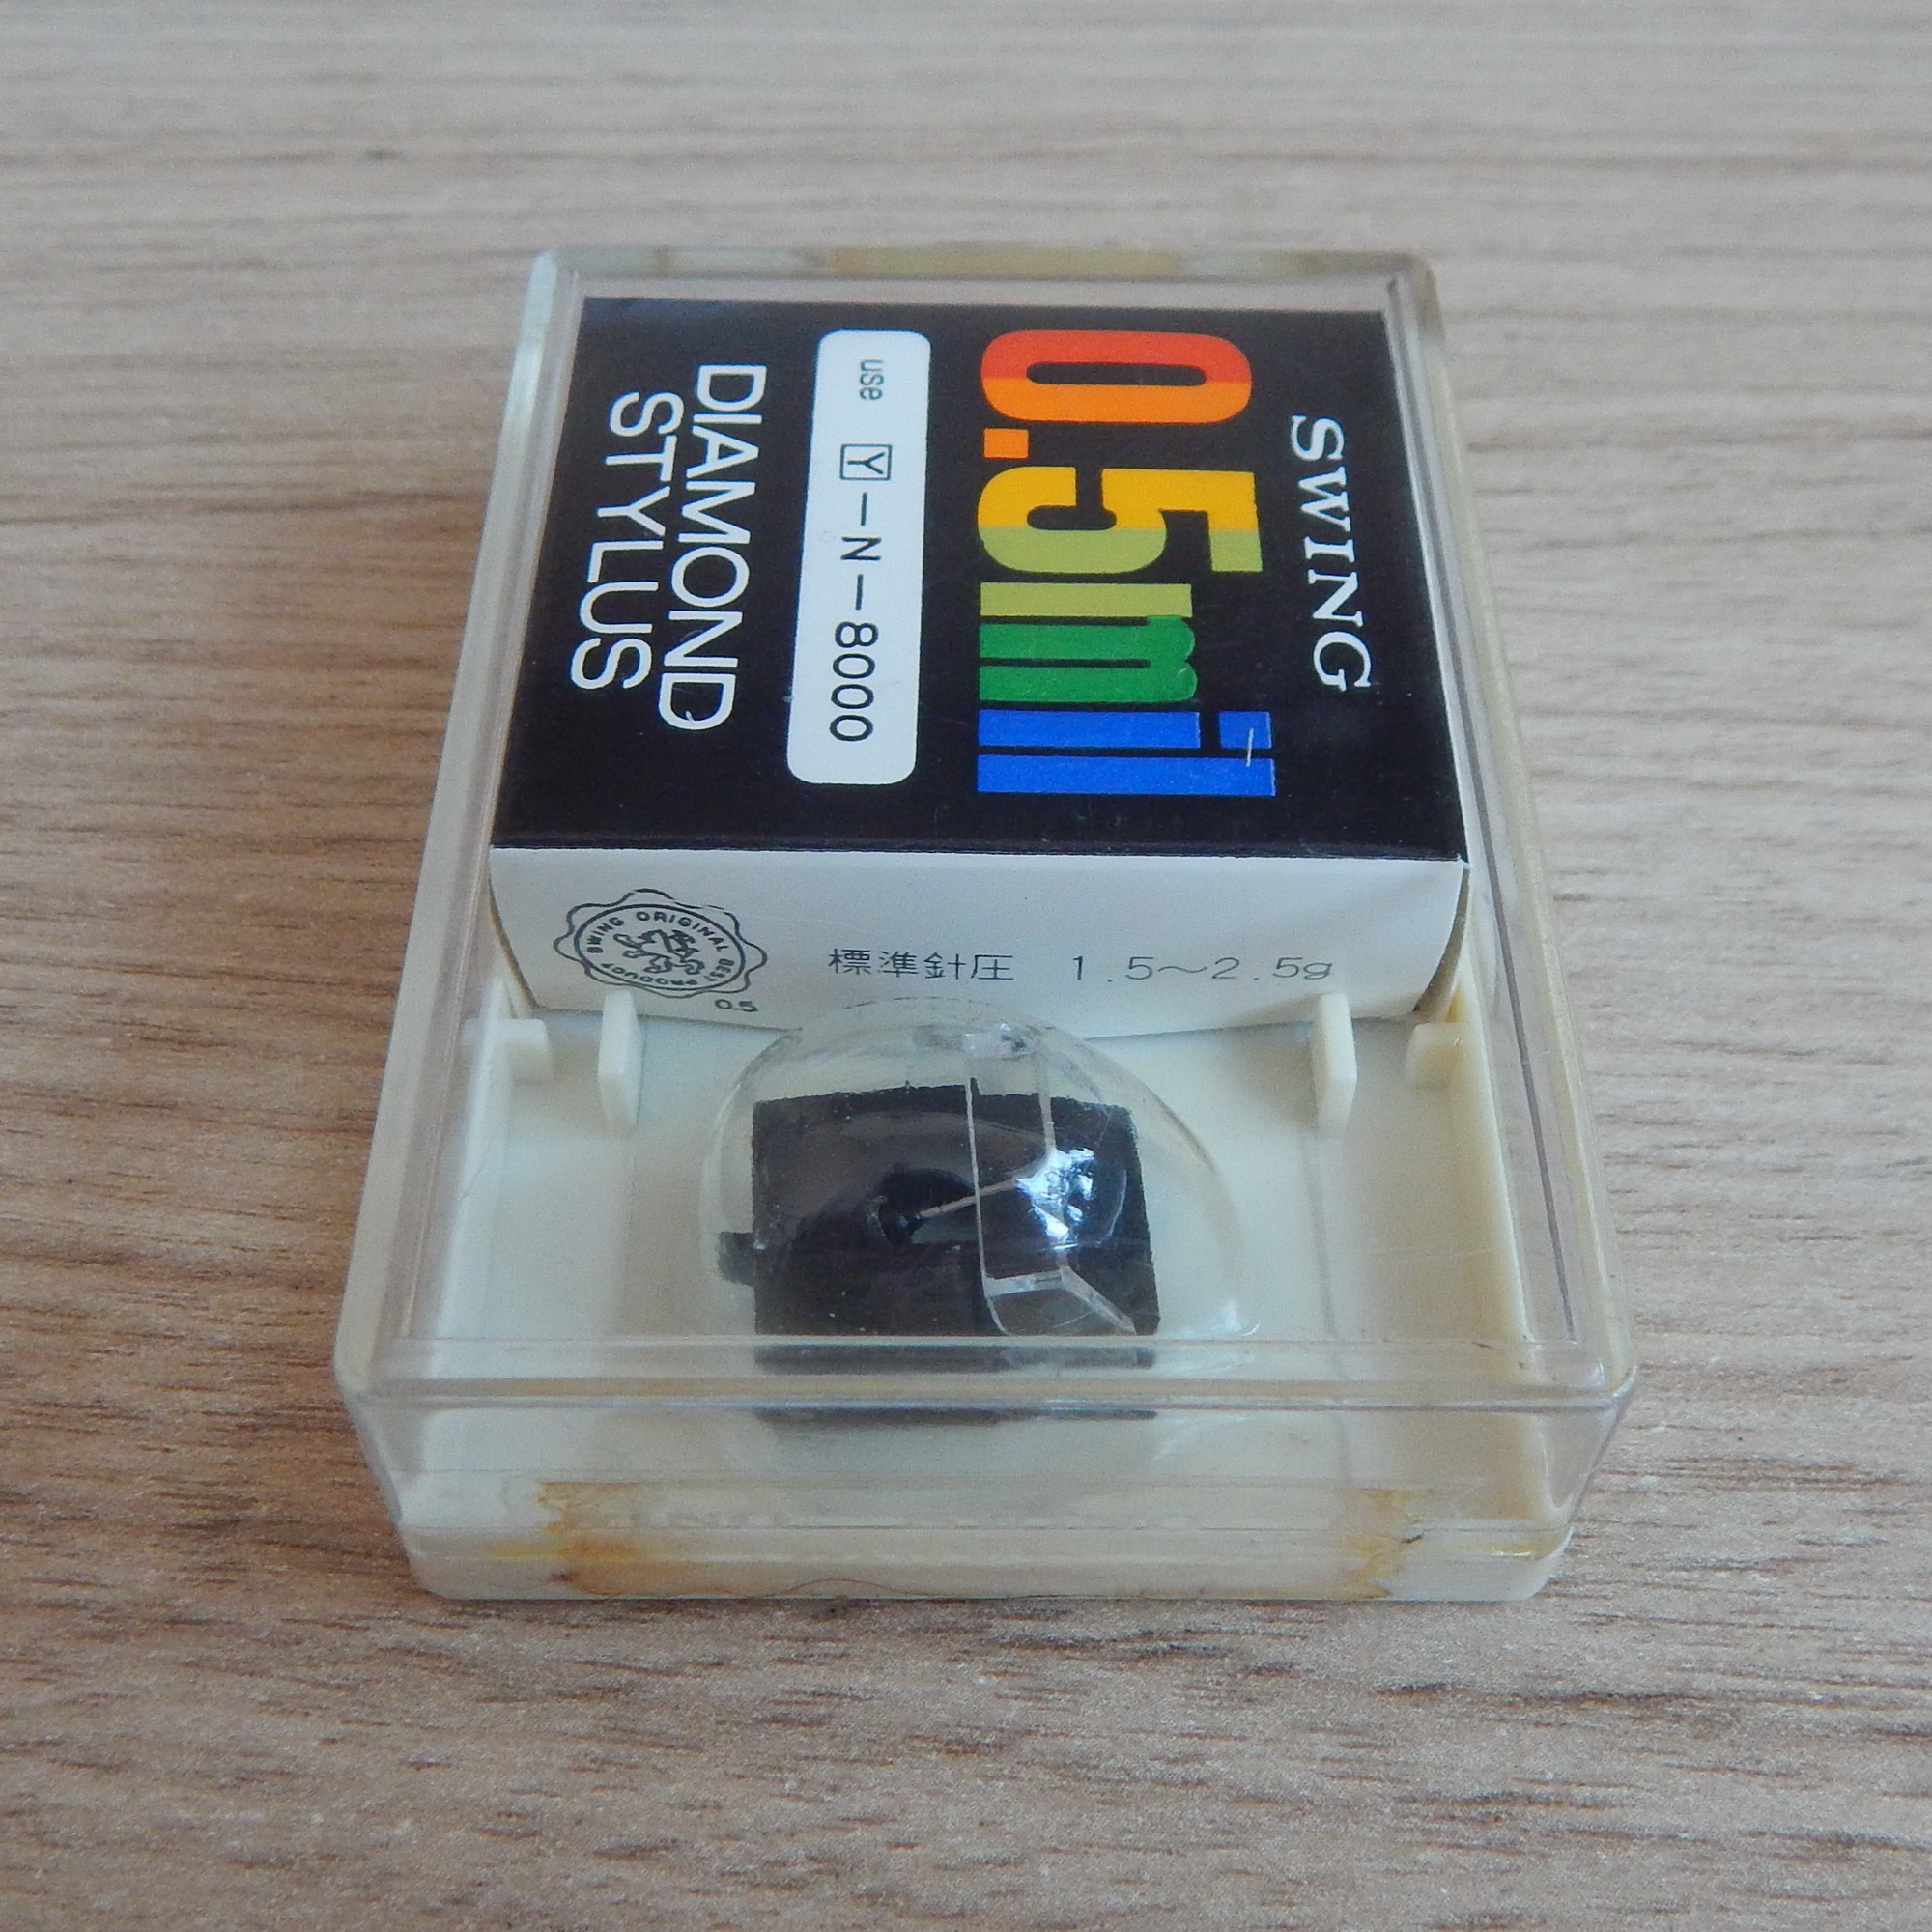 SWING
0.5mil
use Y-N-8000
DIAMOND
STYLUS
SWING ORIGINAL BEST PRODUCT
0.5
標準針圧 1.5～2.5g